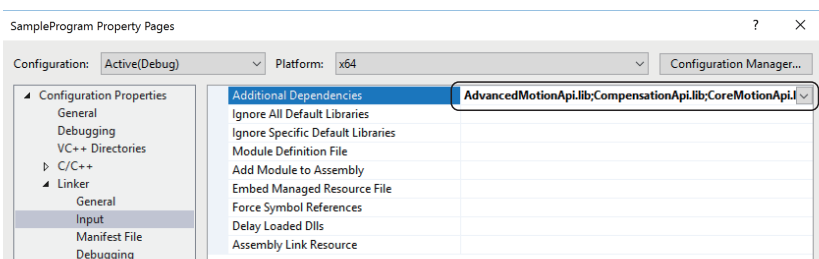 SampleProgram Property Pages ? ×
Configuration: Active(Debug) Platform: x64 Configuration Manager...
Configuration Properties
General
Debugging
VC++ Directories
C/C++
Linker
General
Input
Manifest File
Debugging
Additional Dependencies AdvancedMotionApi.lib;CompensationApi.lib;CoreMotionApi.l
Ignore All Default Libraries
Ignore Specific Default Libraries
Module Definition File
Add Module to Assembly
Embed Managed Resource File
Force Symbol References
Delay Loaded Dlls
Assembly Link Resource